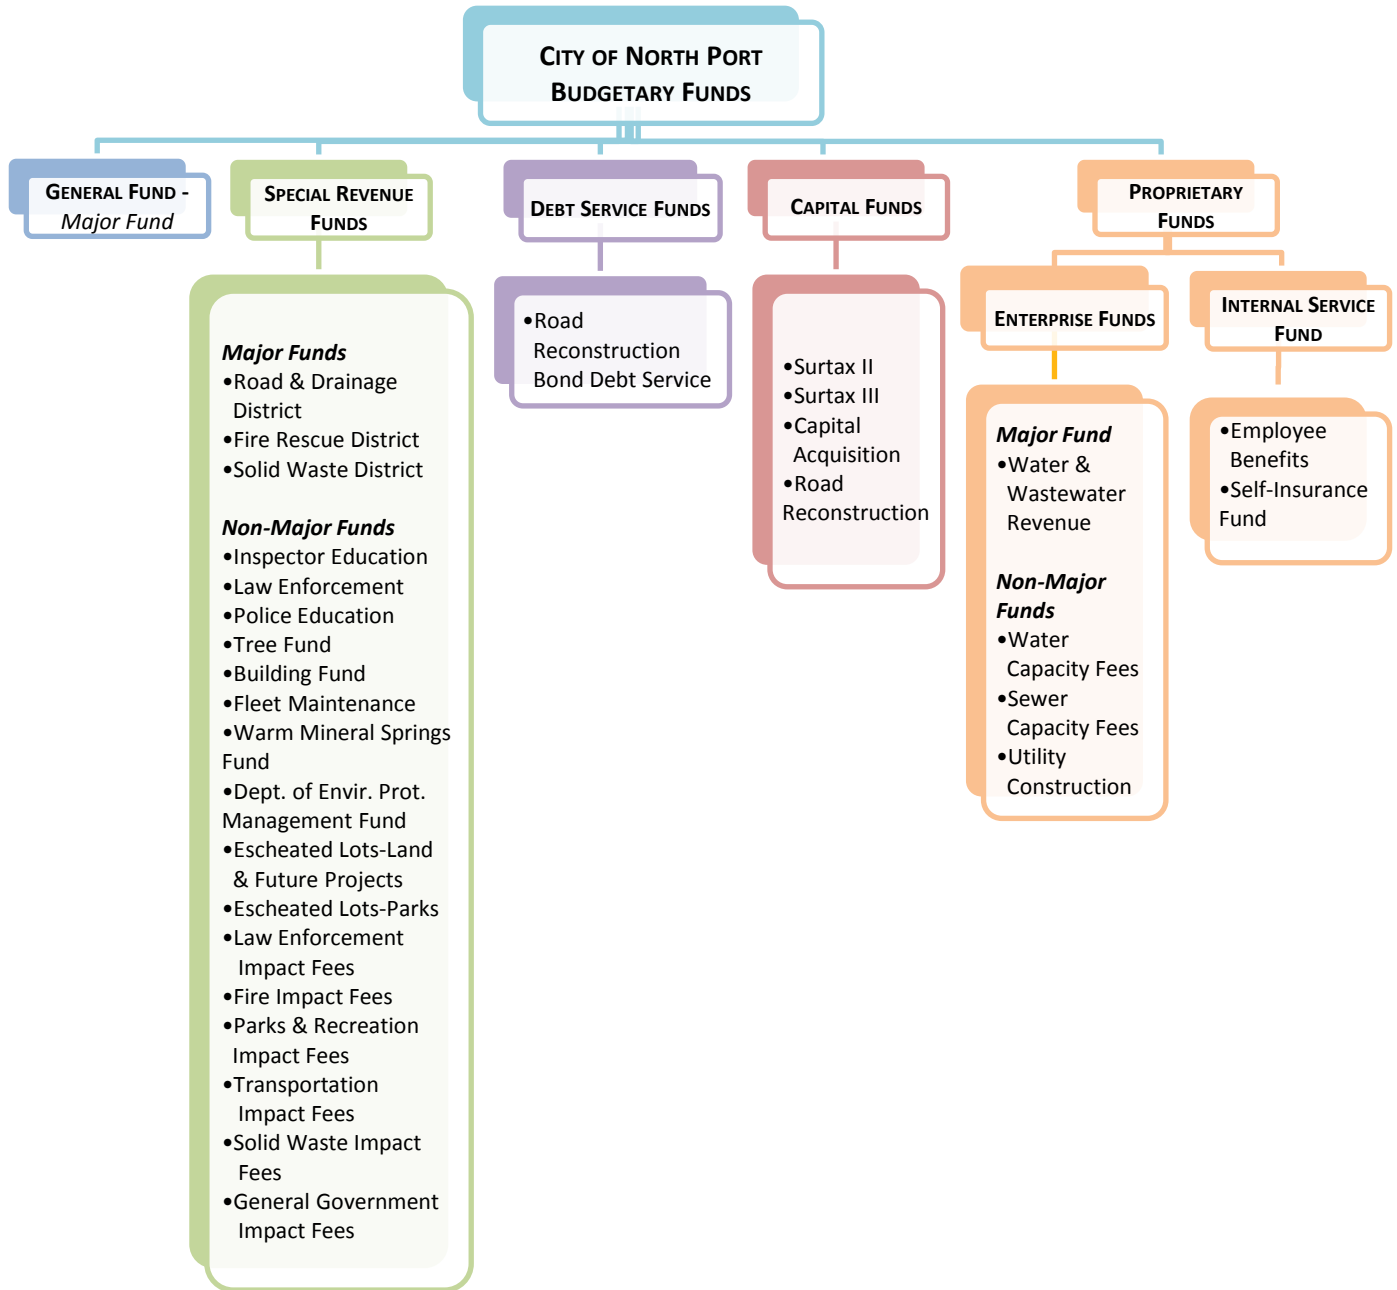 CITY OF NORTH PORT
BUDGETARY FUNDS
GENERAL FUND -
Major Fund
SPECIAL REVENUE
FUNDS
DEBT SERVICE FUNDS
CAPITAL FUNDS
PROPRIETARY
FUNDS
Major Funds
•Road & Drainage
District
•Fire Rescue District
•Solid Waste District
Non-Major Funds
•Inspector Education
•Law Enforcement
•Police Education
•Tree Fund
•Building Fund
•Fleet Maintenance
•Warm Mineral Springs
Fund
•Dept. of Envir. Prot.
Management Fund
•Escheated Lots-Land
& Future Projects
•Escheated Lots-Parks
•Law Enforcement
Impact Fees
•Fire Impact Fees
•Parks & Recreation
Impact Fees
•Transportation
Impact Fees
•Solid Waste Impact
Fees
•General Government
Impact Fees
•Road
Reconstruction
Bond Debt Service
•Surtax II
•Surtax III
•Capital
Acquisition
•Road
Reconstruction
ENTERPRISE FUNDS
Major Fund
•Water &
Wastewater
Revenue
Non-Major
Funds
•Water
Capacity Fees
•Sewer
Capacity Fees
•Utility
Construction
INTERNAL SERVICE
FUND
•Employee
Benefits
•Self-Insurance
Fund